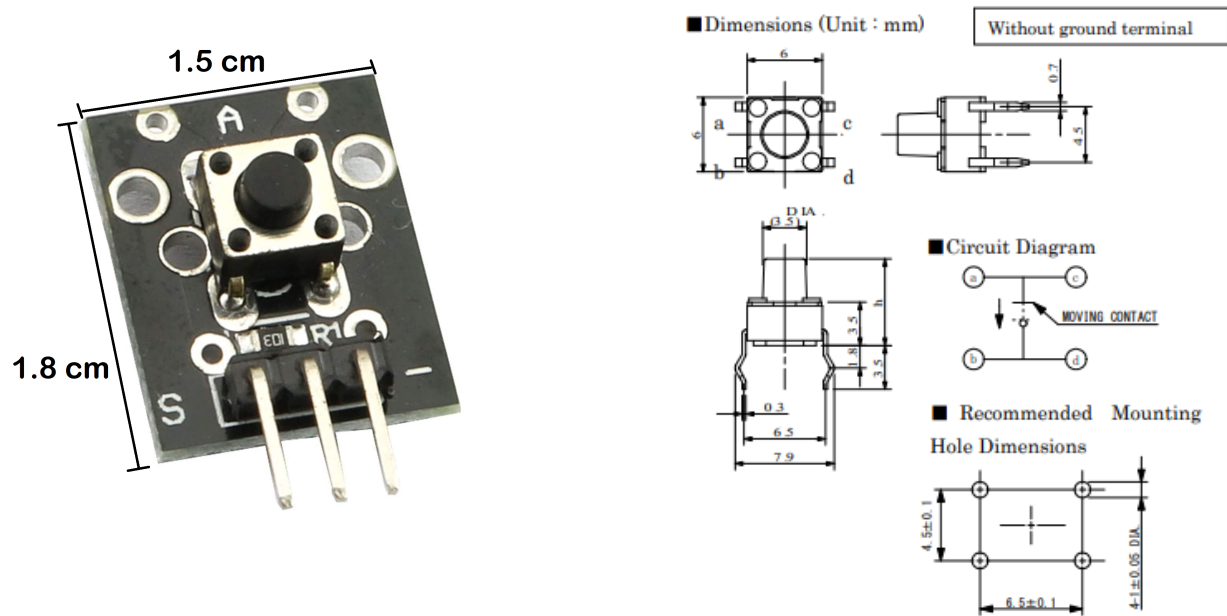 1.5 cm
A
1.8 cm
R1
103
S
–
■Dimensions (Unit : mm)
Without ground terminal
6
6
a
c
b
d
0.7
4.5
DIA.
(3.5)
h
3.5
1.8
3.5
0.3
6.5
7.9
■Circuit Diagram
a
c
MOVING CONTACT
b
d
■ Recommended Mounting
Hole Dimensions
4.5±0.1
6.5±0.1
4-1±0.05 DIA.